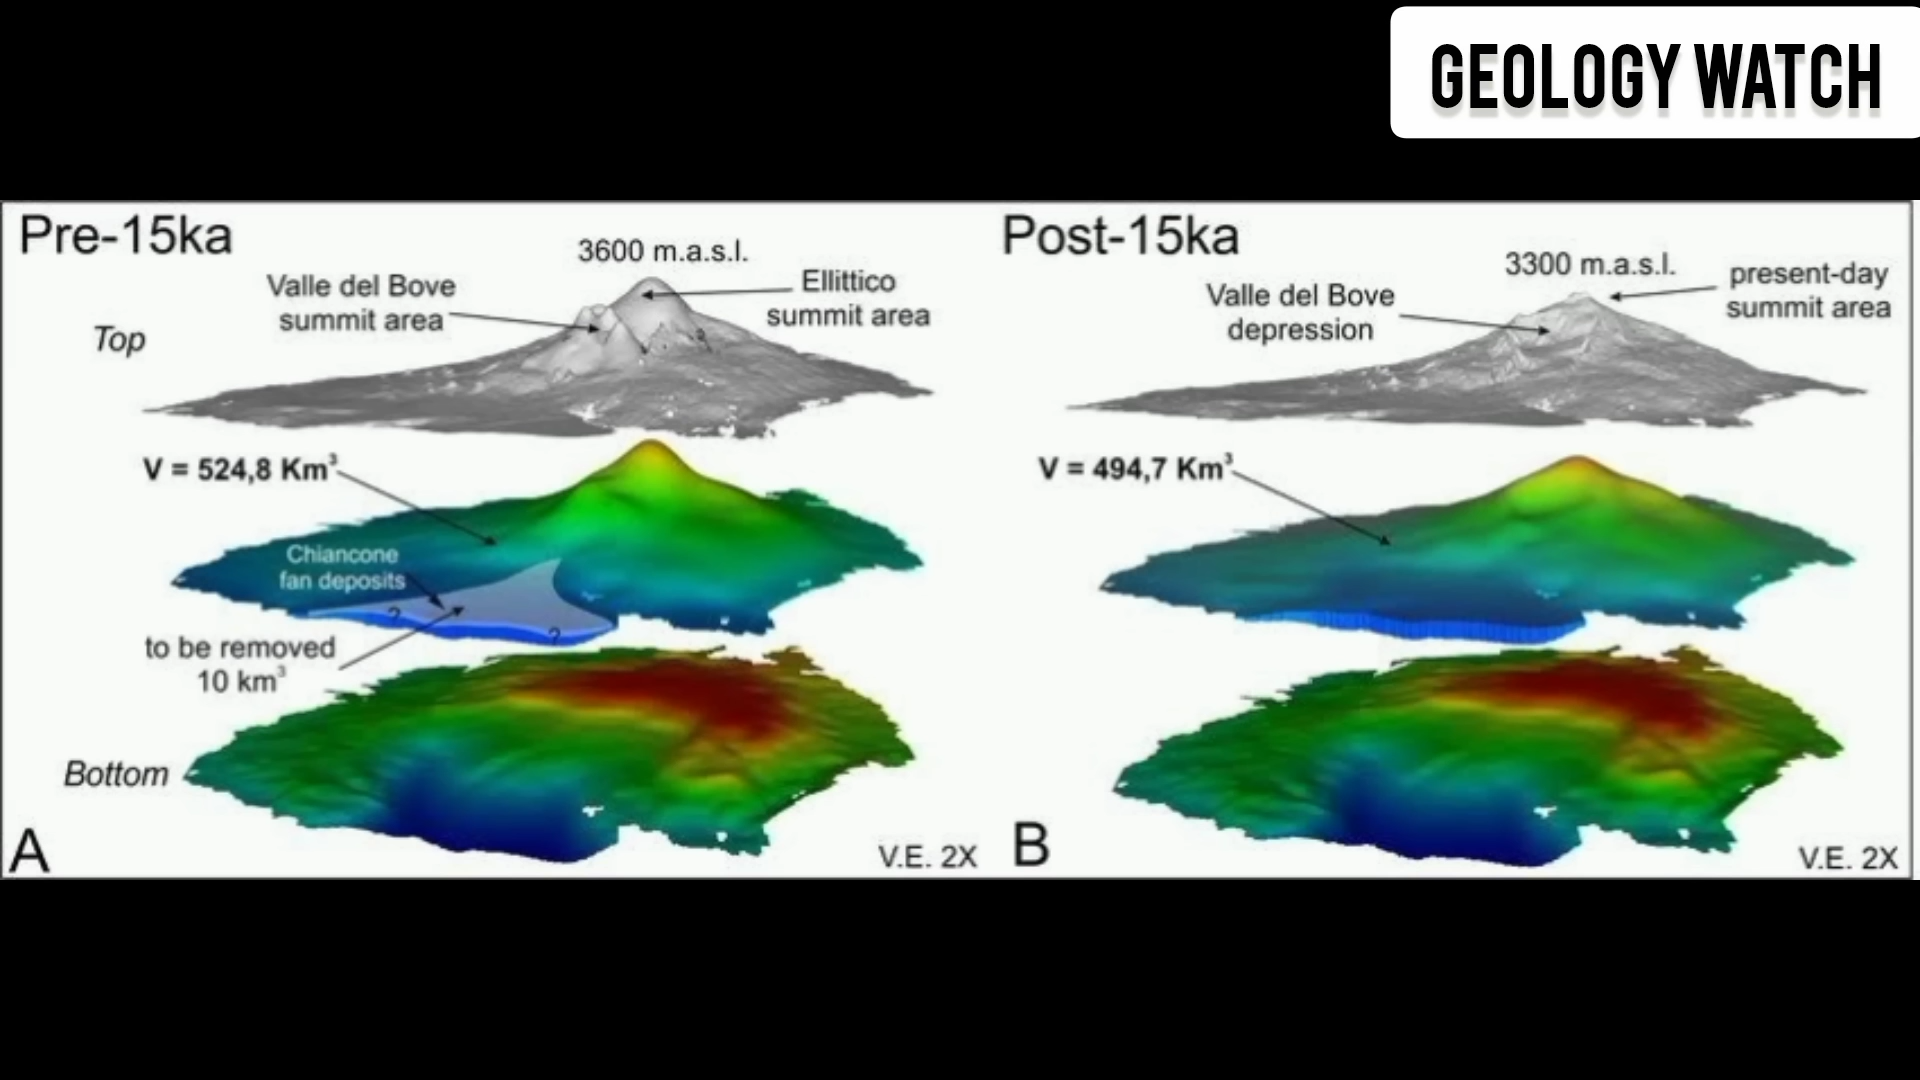 GEOLOGY WATCH
Pre-15ka
3600 m.a.s.l.
Valle del Bove
summit area
Ellittico
summit area
Top
V = 524,8 Km³
Chiancone
fan deposits
?
?
to be removed
10 km³
Bottom
A
V.E. 2X
Post-15ka
3300 m.a.s.l.
Valle del Bove
depression
present-day
summit area
V = 494,7 Km³
B
V.E. 2X